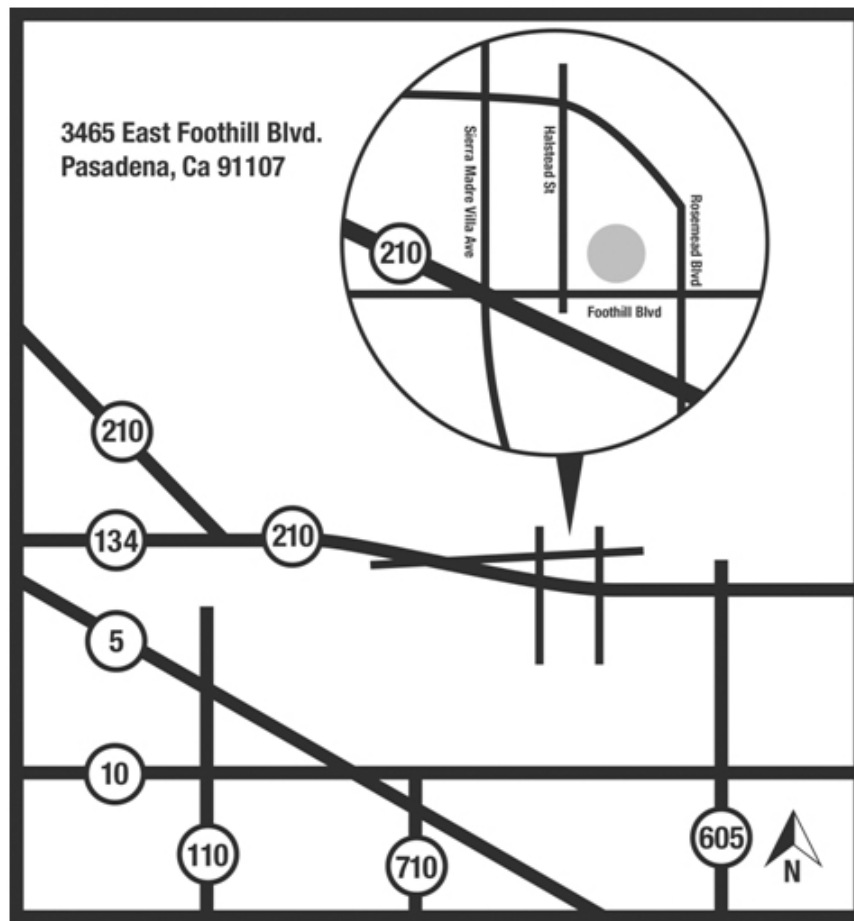 3465 East Foothill Blvd.
Pasadena, Ca 91107
Sierra Madre Villa Ave
Halstead St
Rosemead Blvd
210
Foothill Blvd
210
134
210
5
10
110
710
605
N